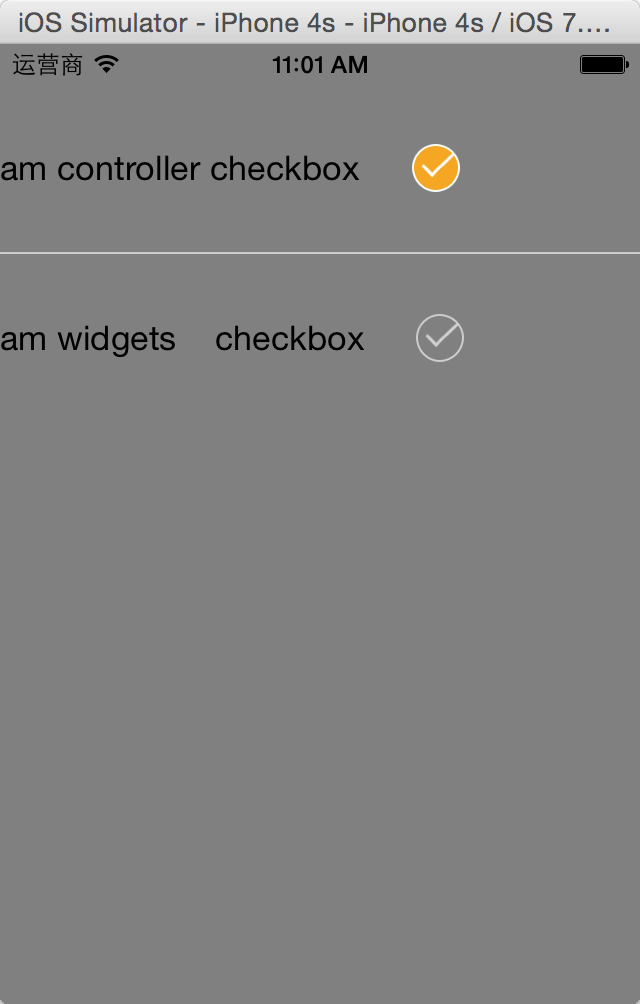 iOS Simulator - iPhone 4s - iPhone 4s / iOS 7....
运营商 11:01 AM
am controller checkbox
am widgets checkbox